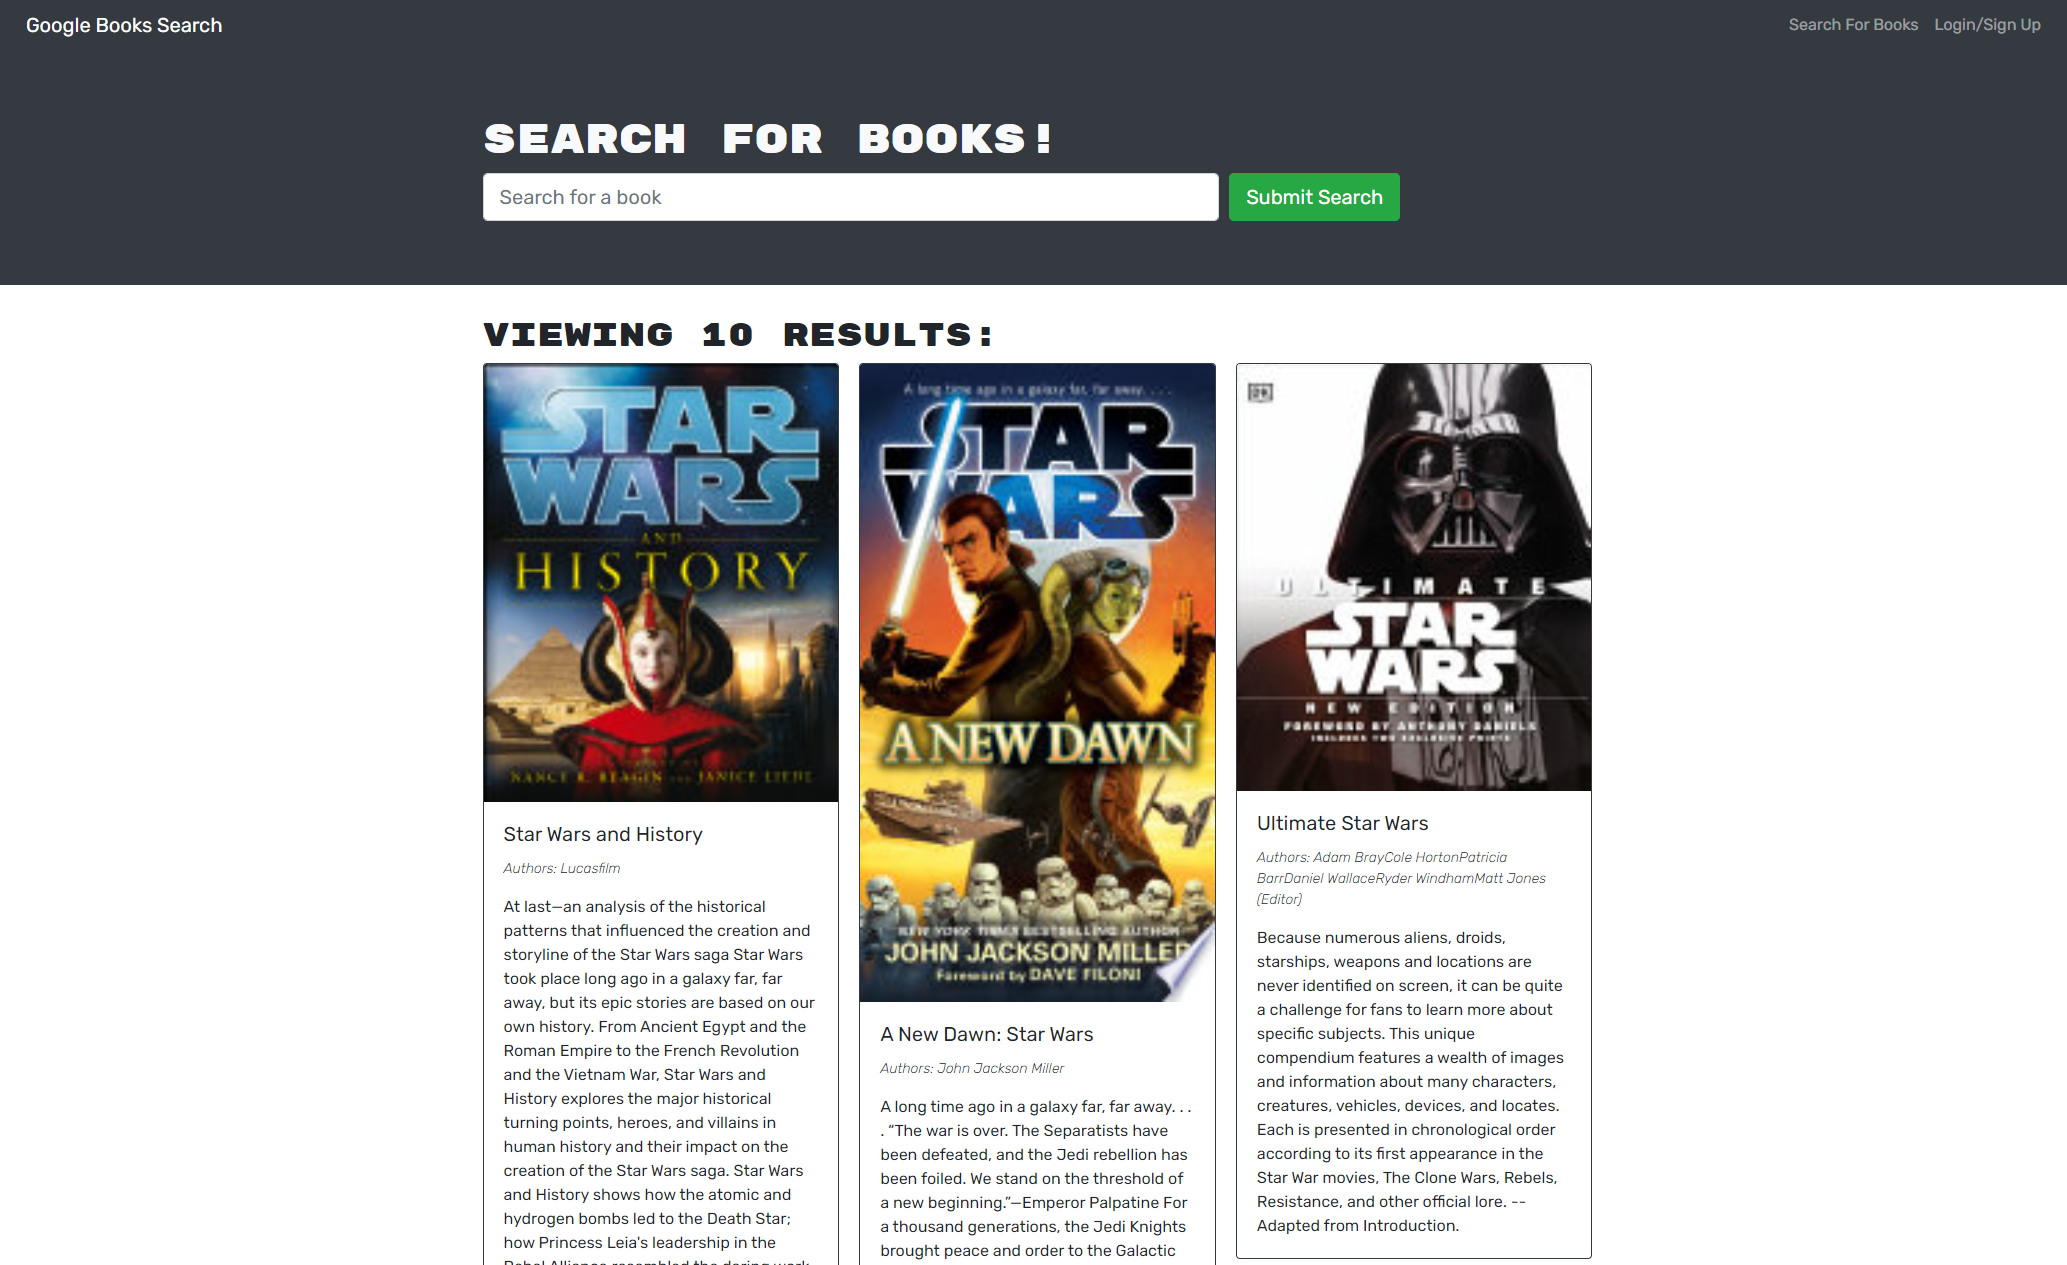 Google Books Search
Search For Books
Login/Sign Up
SEARCH FOR BOOKS!
Search for a book
Submit Search
VIEWING 10 RESULTS:
STAR
WARS
AND
HISTORY
NANCY R. REAGIN AND JANICE LIEDL
Star Wars and History
Authors: Lucasfilm
At last—an analysis of the historical
patterns that influenced the creation and
storyline of the Star Wars saga Star Wars
took place long ago in a galaxy far, far
away, but its epic stories are based on our
own history. From Ancient Egypt and the
Roman Empire to the French Revolution
and the Vietnam War, Star Wars and
History explores the major historical
turning points, heroes, and villains in
human history and their impact on the
creation of the Star Wars saga. Star Wars
and History shows how the atomic and
hydrogen bombs led to the Death Star;
how Princess Leia's leadership in the
Rebel Alliance resembled the daring work
A long time ago in a galaxy far, far away. . . .
STAR
WARS
A NEW DAWN
NEW YORK TIMES BESTSELLING AUTHOR
JOHN JACKSON MILLER
Foreword by DAVE FILONI
A New Dawn: Star Wars
Authors: John Jackson Miller
A long time ago in a galaxy far, far away. . .
. “The war is over. The Separatists have
been defeated, and the Jedi rebellion has
been foiled. We stand on the threshold of
a new beginning.”—Emperor Palpatine For
a thousand generations, the Jedi Knights
brought peace and order to the Galactic
DK
ULTIMATE
STAR
WARS
NEW EDITION
FOREWORD BY ANTHONY DANIELS
INCLUDES TWO EXCLUSIVE PRINTS
Ultimate Star Wars
Authors: Adam BrayCole HortonPatricia
BarrDaniel WallaceRyder WindhamMatt Jones
(Editor)
Because numerous aliens, droids,
starships, weapons and locations are
never identified on screen, it can be quite
a challenge for fans to learn more about
specific subjects. This unique
compendium features a wealth of images
and information about many characters,
creatures, vehicles, devices, and locates.
Each is presented in chronological order
according to its first appearance in the
Star War movies, The Clone Wars, Rebels,
Resistance, and other official lore. --
Adapted from Introduction.